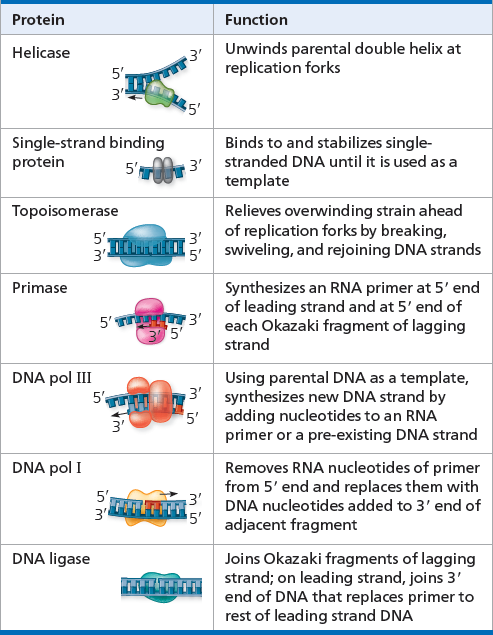 Protein
Function
Helicase
5′
3′
3′
5′
Unwinds parental double helix at
replication forks
Single-strand binding
protein
5′
3′
Binds to and stabilizes single-
stranded DNA until it is used as a
template
Topoisomerase
5′
3′
3′
5′
Relieves overwinding strain ahead
of replication forks by breaking,
swiveling, and rejoining DNA strands
Primase
5′
3′
3′
5′
Synthesizes an RNA primer at 5′ end
of leading strand and at 5′ end of
each Okazaki fragment of lagging
strand
DNA pol III
5′
3′
3′
5′
Using parental DNA as a template,
synthesizes new DNA strand by
adding nucleotides to an RNA
primer or a pre-existing DNA strand
DNA pol I
5′
3′
3′
5′
Removes RNA nucleotides of primer
from 5′ end and replaces them with
DNA nucleotides added to 3′ end of
adjacent fragment
DNA ligase
Joins Okazaki fragments of lagging
strand; on leading strand, joins 3′
end of DNA that replaces primer to
rest of leading strand DNA